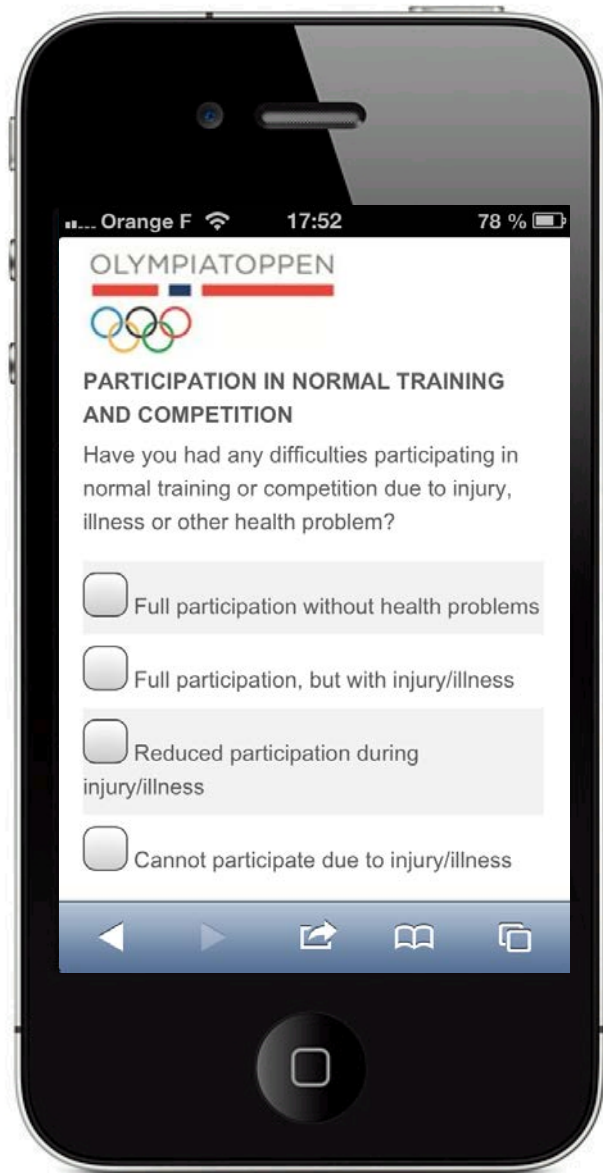 Orange F 17:52 78 %
OLYMPIATOPPEN
PARTICIPATION IN NORMAL TRAINING
AND COMPETITION
Have you had any difficulties participating in
normal training or competition due to injury,
illness or other health problem?
Full participation without health problems
Full participation, but with injury/illness
Reduced participation during
injury/illness
Cannot participate due to injury/illness